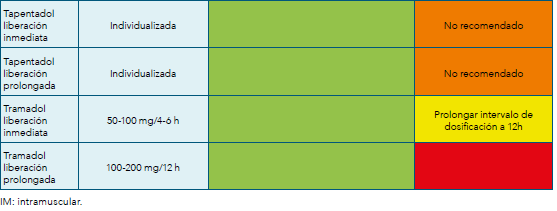 Tapentadol
liberación
inmediata
Individualizada
No recomendado
Tapentadol
liberación
prolongada
Individualizada
No recomendado
Tramadol
liberación
inmediata
50-100 mg/4-6 h
Prolongar intervalo de
dosificación a 12h
Tramadol
liberación
prolongada
100-200 mg/12 h
IM: intramuscular.